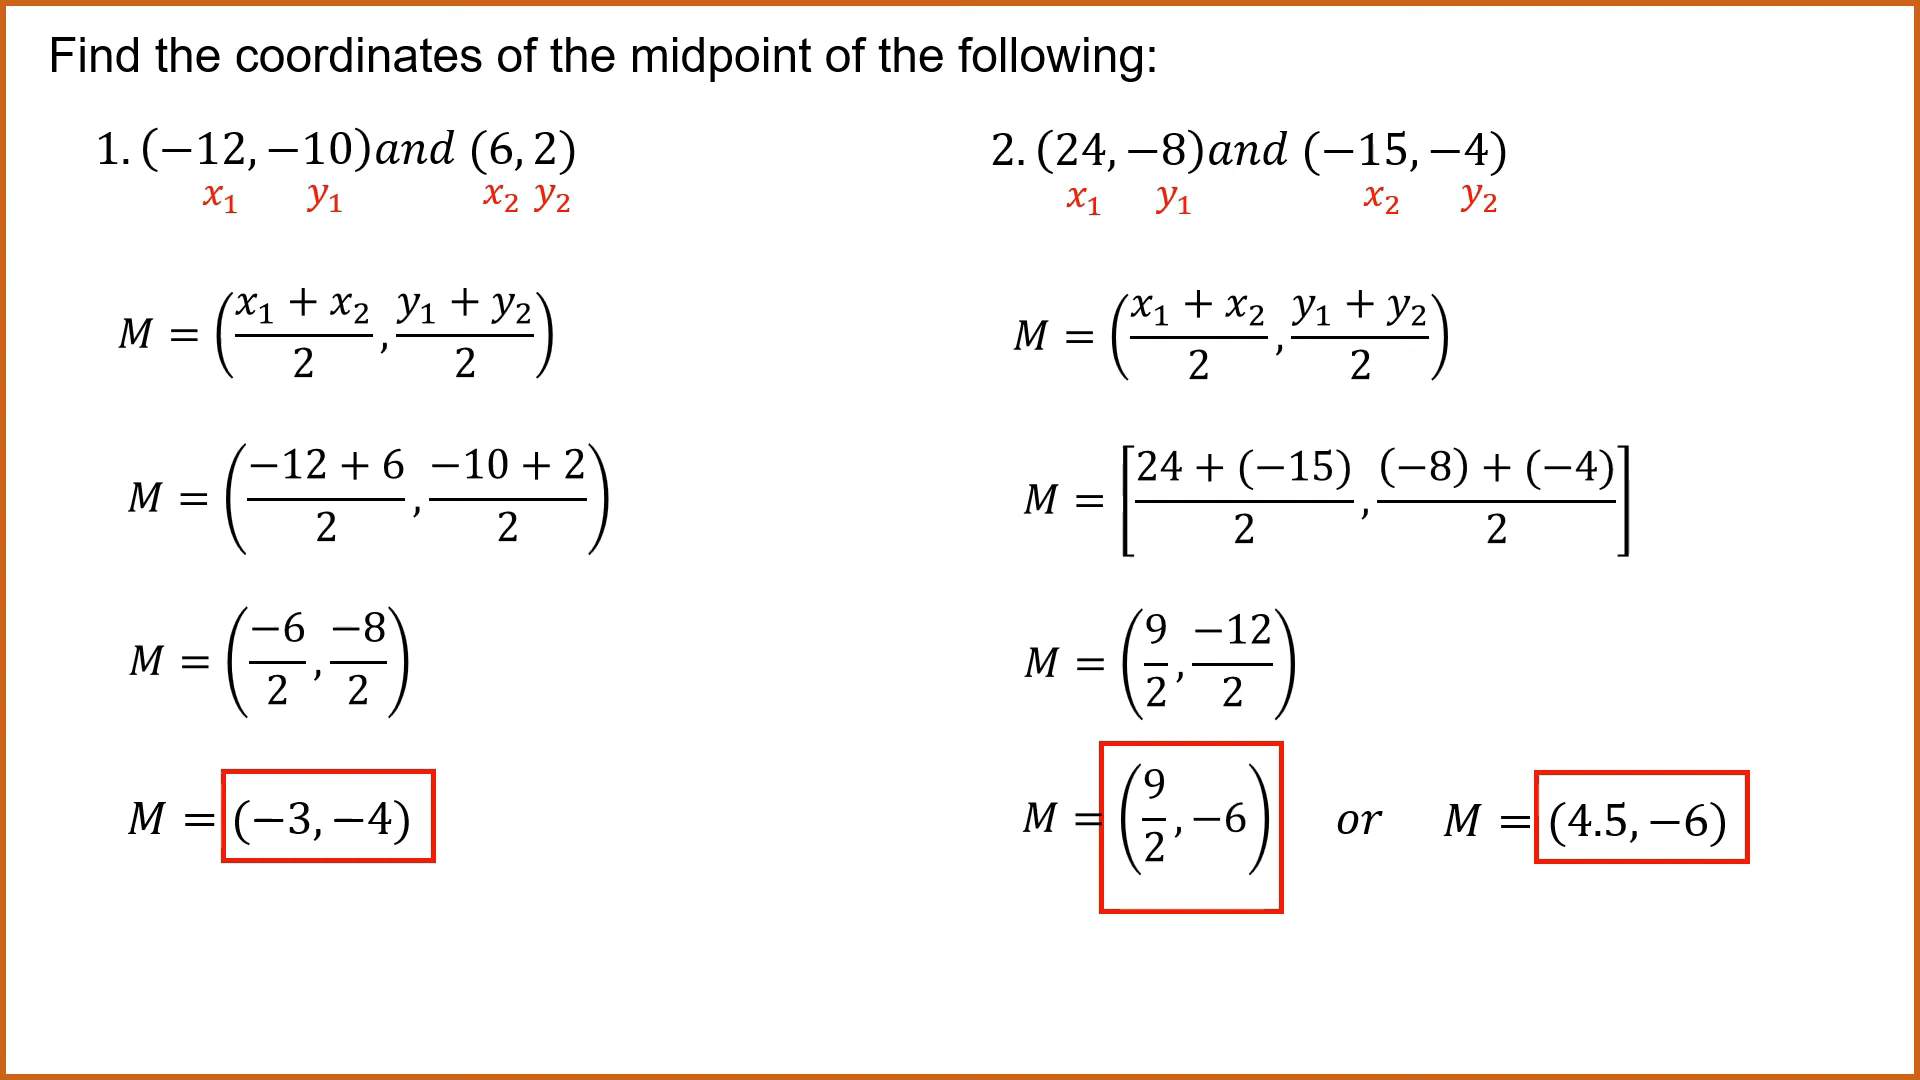 Find the coordinates of the midpoint of the following:
1. (−12, −10)and (6, 2)
x₁ y₁ x₂ y₂
M = ((x₁ + x₂)/2, (y₁ + y₂)/2)
M = ((−12 + 6)/2, (−10 + 2)/2)
M = (−6/2, −8/2)
M = (−3, −4)
2. (24, −8)and (−15, −4)
x₁ y₁ x₂ y₂
M = ((x₁ + x₂)/2, (y₁ + y₂)/2)
M = [(24 + (−15))/2, ((−8) + (−4))/2]
M = (9/2, −12/2)
M = (9/2, −6) or M = (4.5, −6)